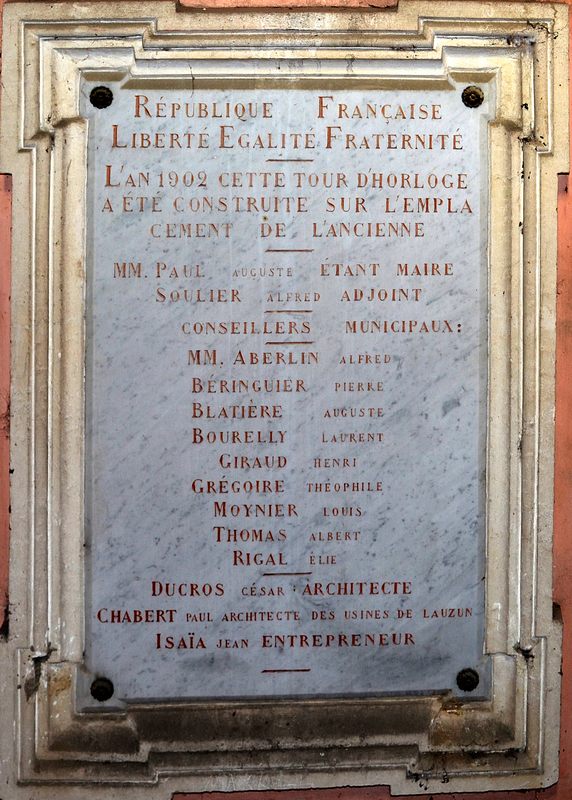 RÉPUBLIQUE FRANÇAISE
LIBERTÉ EGALITÉ FRATERNITÉ
L'AN 1902 CETTE TOUR D'HORLOGE
A ÉTÉ CONSTRUITE SUR L'EMPLA
CEMENT DE L'ANCIENNE
MM. PAUL AUGUSTE ÉTANT MAIRE
SOULIER ALFRED ADJOINT
CONSEILLERS MUNICIPAUX:
MM. ABERLIN ALFRED
BÉRINGUIER PIERRE
BLATIÈRE AUGUSTE
BOURELLY LAURENT
GIRAUD HENRI
GRÉGOIRE THÉOPHILE
MOYNIER LOUIS
THOMAS ALBERT
RIGAL ÉLIE
DUCROS CÉSAR ARCHITECTE
CHABERT PAUL ARCHITECTE DES USINES DE LAUZUN
ISAÏA JEAN ENTREPRENEUR